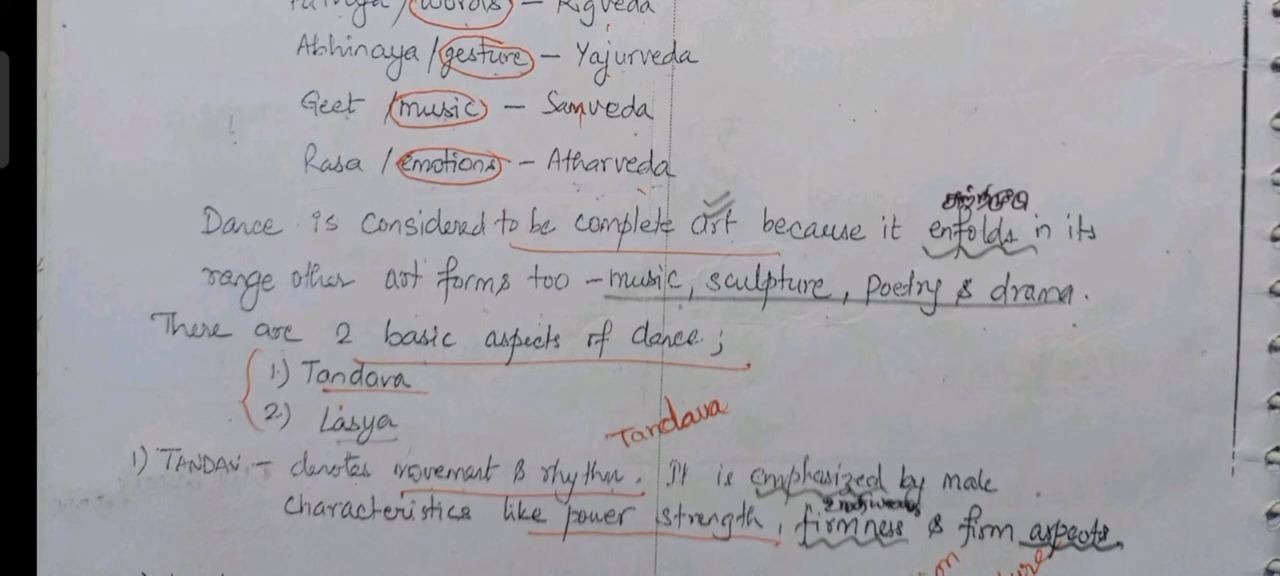 / words - Rigveda
Abhinaya / gesture - Yajurveda
Geet / music - Samveda
Rasa / emotions - Atharveda
Dance is considered to be complete art because it enfolds in its
range other art forms too - music, sculpture, poetry & drama.
There are 2 basic aspects of dance;
1) Tandava
2) Lasya
Tandava
1) TANDAV - denotes movement & rhythm. It is emphasized by male
characteristics like power strength, firmness & firm aspects.